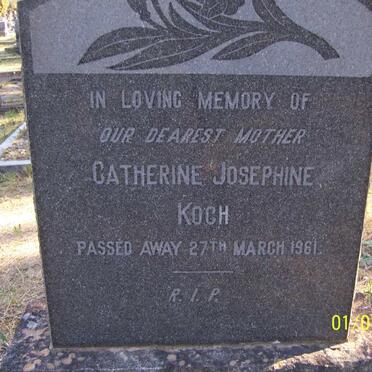 IN LOVING MEMORY OF
OUR DEAREST MOTHER
CATHERINE JOSEPHINE
KOCH
PASSED AWAY 27TH MARCH 1961.
R.I.P.
01/0